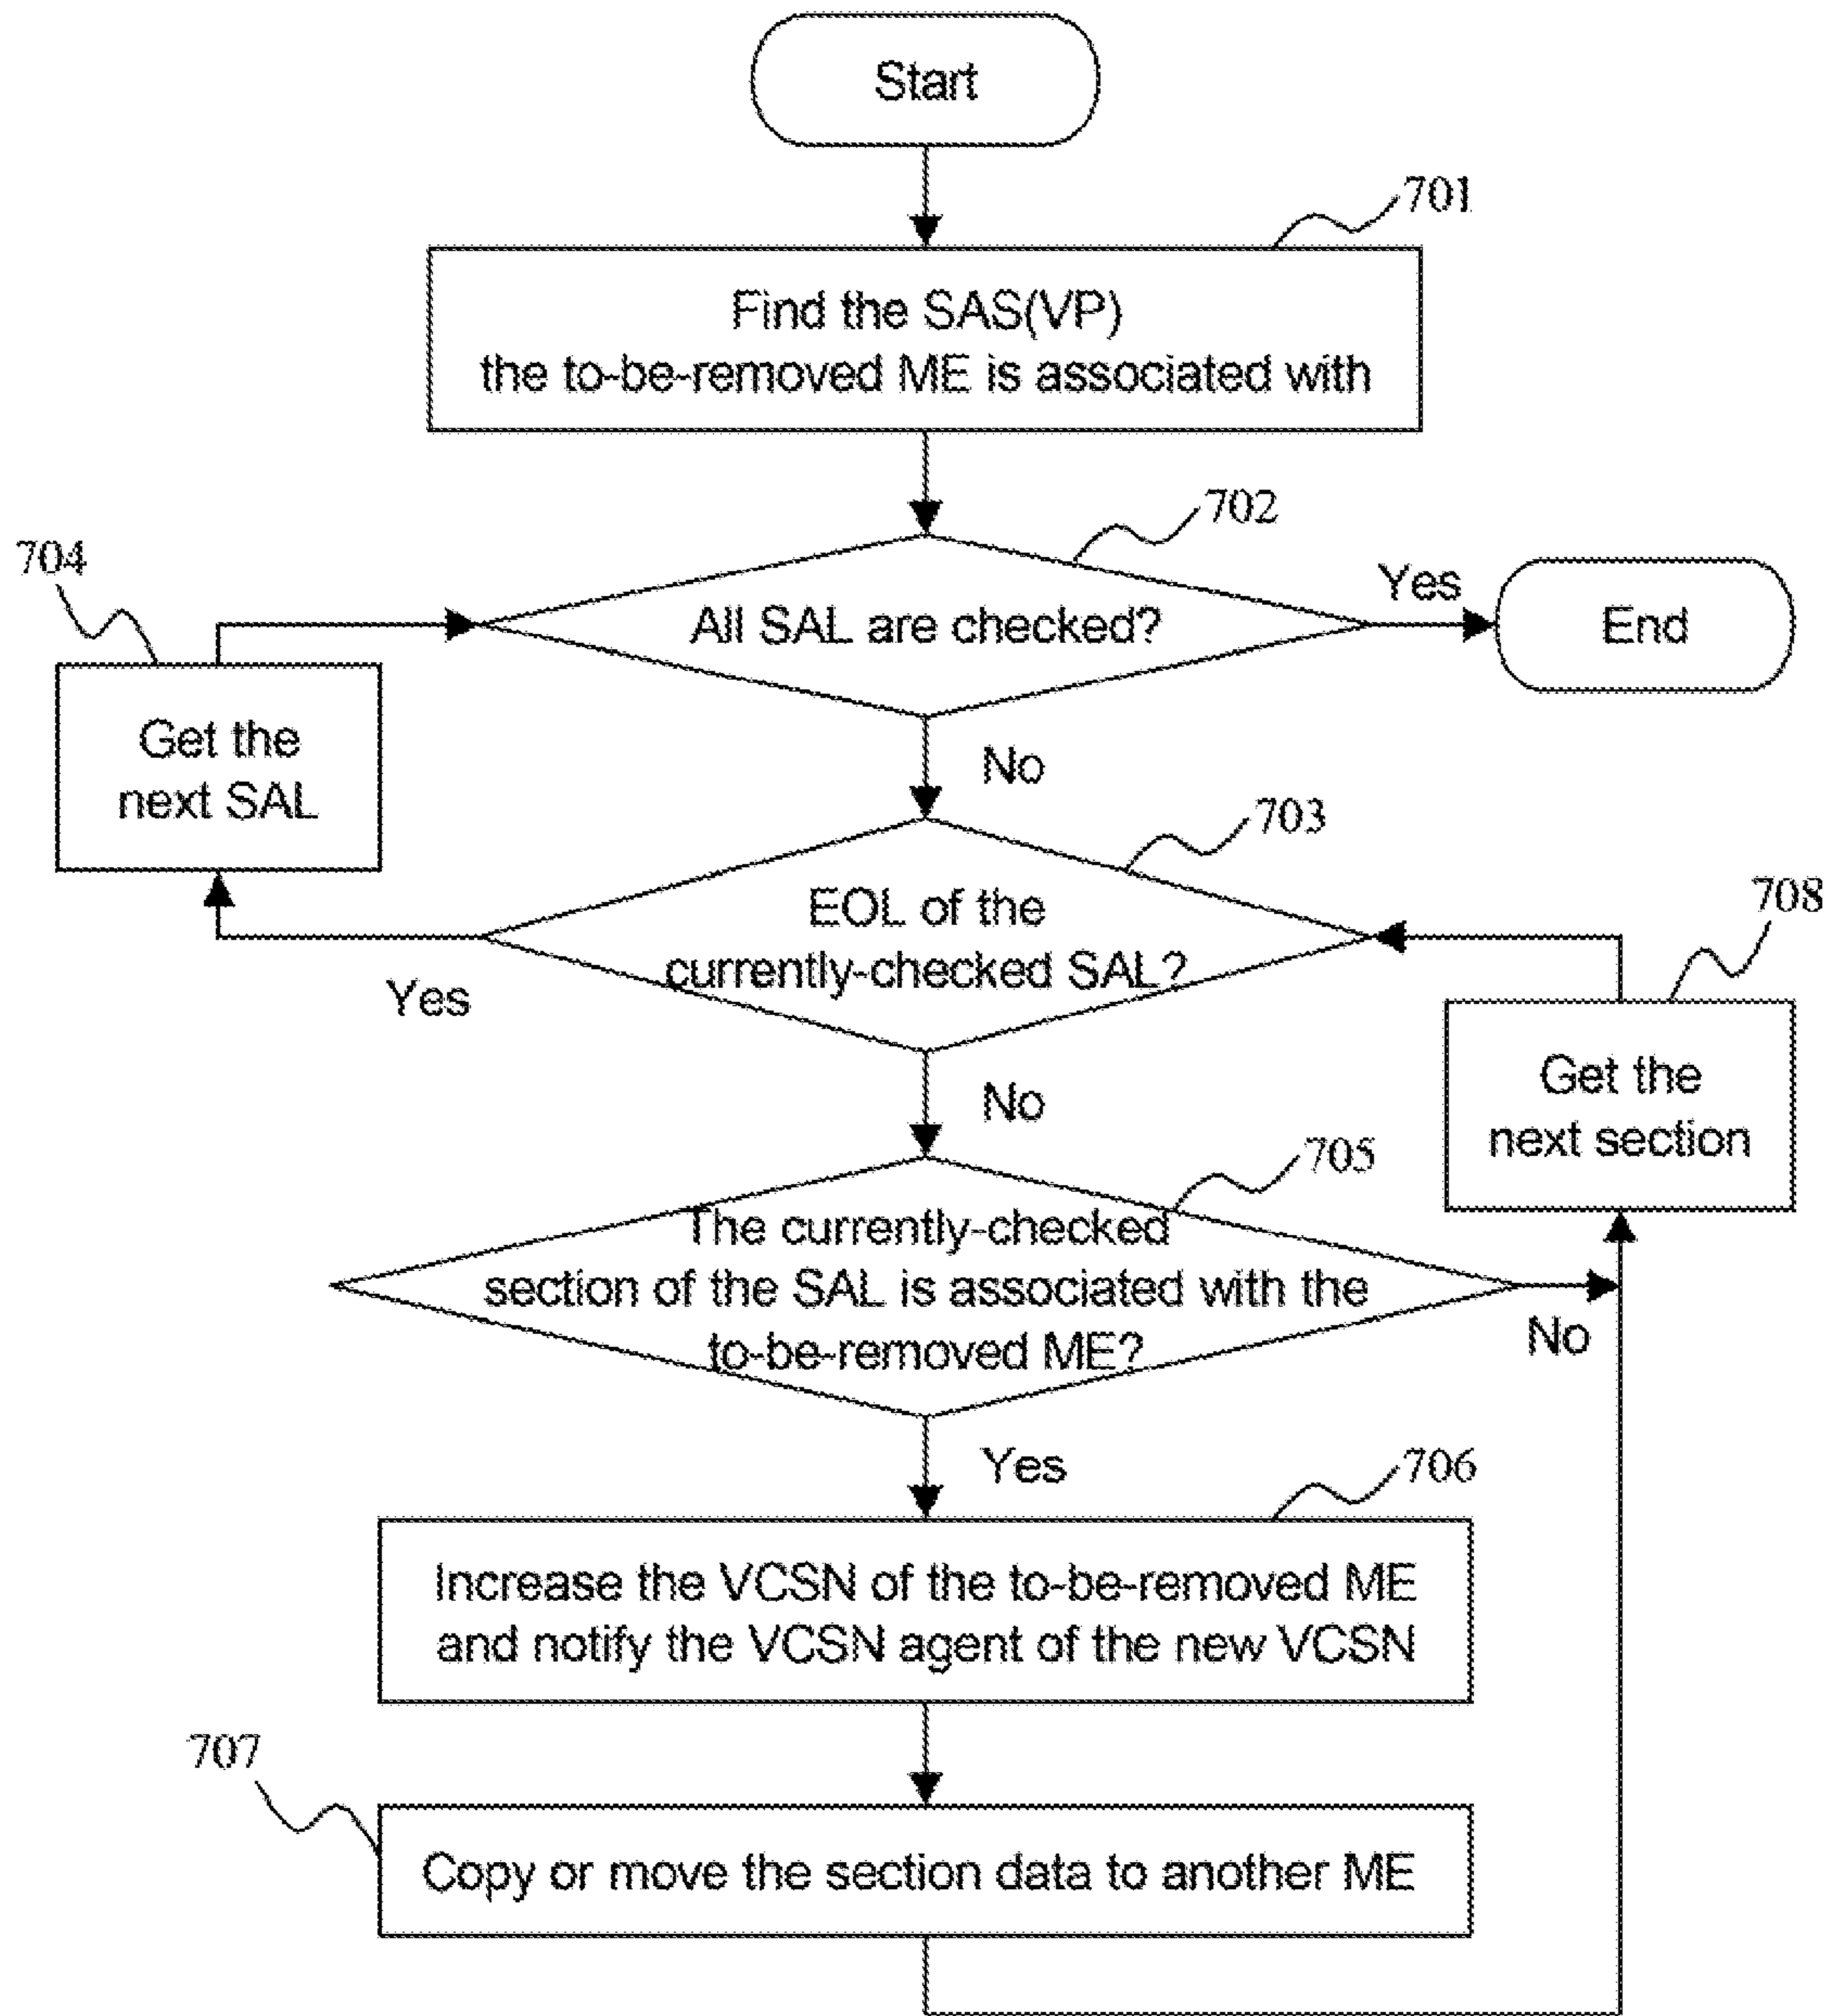 Start
701
Find the SAS(VP)
the to-be-removed ME is associated with
702
All SAL are checked?
Yes
End
704
Get the
next SAL
No
703
EOL of the
currently-checked SAL?
Yes
708
Get the
next section
No
705
The currently-checked
section of the SAL is associated with the
to-be-removed ME?
No
Yes
706
Increase the VCSN of the to-be-removed ME
and notify the VCSN agent of the new VCSN
707
Copy or move the section data to another ME